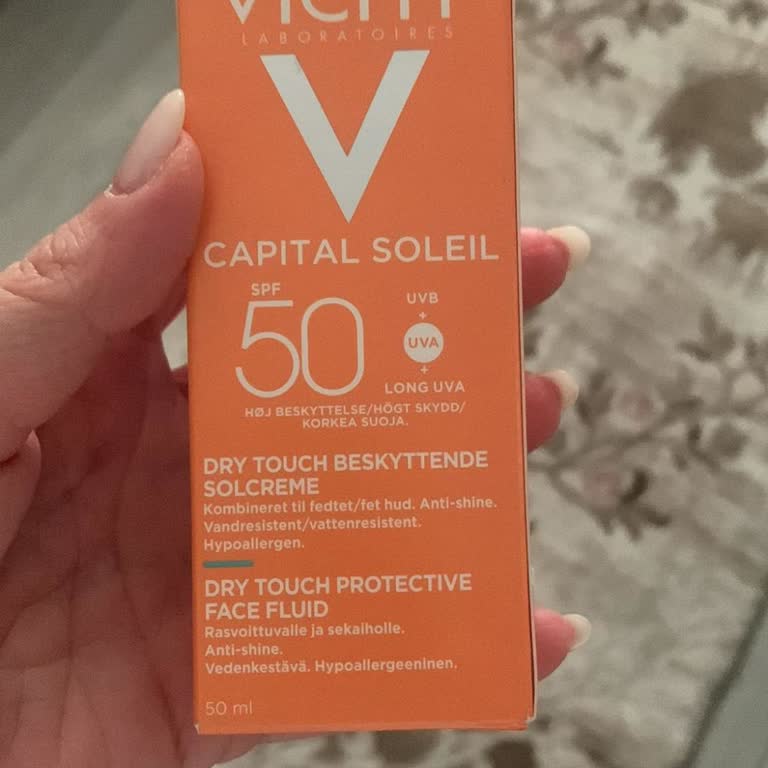 VICHY
LABORATOIRES
V
CAPITAL SOLEIL
SPF
50
UVB
+
UVA
+
LONG UVA
HØJ BESKYTTELSE/HÖGT SKYDD/
KORKEA SUOJA.
DRY TOUCH BESKYTTENDE
SOLCREME
Kombineret til fedtet/fet hud. Anti-shine.
Vandresistent/vattenresistent.
Hypoallergen.
DRY TOUCH PROTECTIVE
FACE FLUID
Rasvoittuvalle ja sekaiholle.
Anti-shine.
Vedenkestävä. Hypoallergeeninen.
50 ml